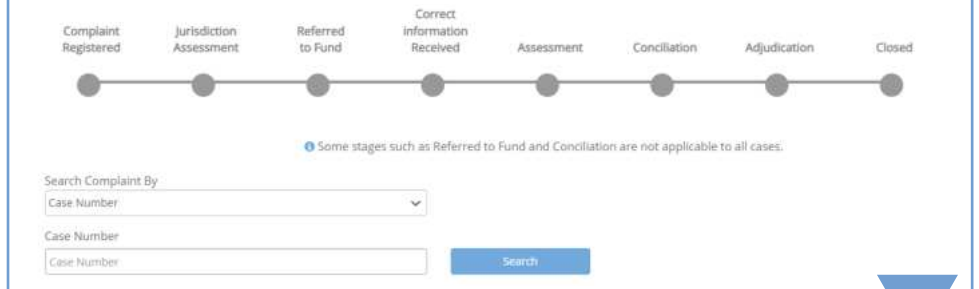 Complaint
Registered
Jurisdiction
Assessment
Referred
to Fund
Correct
information
Received
Assessment
Conciliation
Adjudication
Closed
Some stages such as Referred to Fund and Conciliation are not applicable to all cases.
Search Complaint By
Case Number
Case Number
Case Number
Search